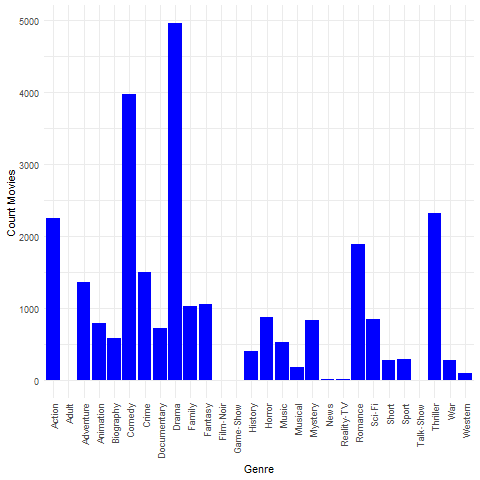 Count Movies
5000
4000
3000
2000
1000
0
Action
Adult
Adventure
Animation
Biography
Comedy
Crime
Documentary
Drama
Family
Fantasy
Film-Noir
Game-Show
History
Horror
Music
Musical
Mystery
News
Reality-TV
Romance
Sci-Fi
Short
Sport
Talk-Show
Thriller
War
Western
Genre